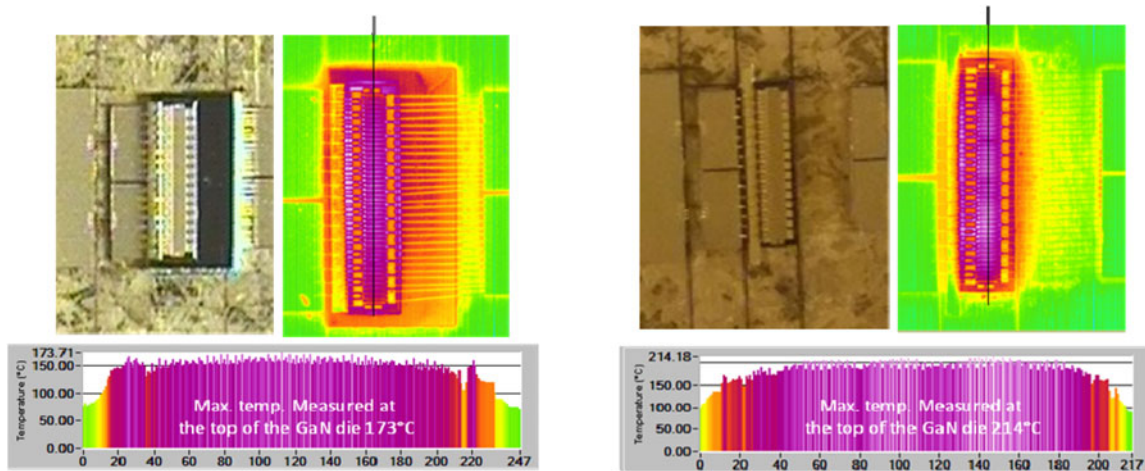 173.71
150.00
100.00
50.00
0.00
Temperature (°C)
Max. temp. Measured at
the top of the GaN die 173°C
0 20 40 60 80 100 120 140 160 180 200 220 247
214.18
150.00
100.00
50.00
0.00
Temperature (°C)
Max. temp. Measured at
the top of the GaN die 214°C
0 20 40 60 80 100 120 140 160 180 200 217